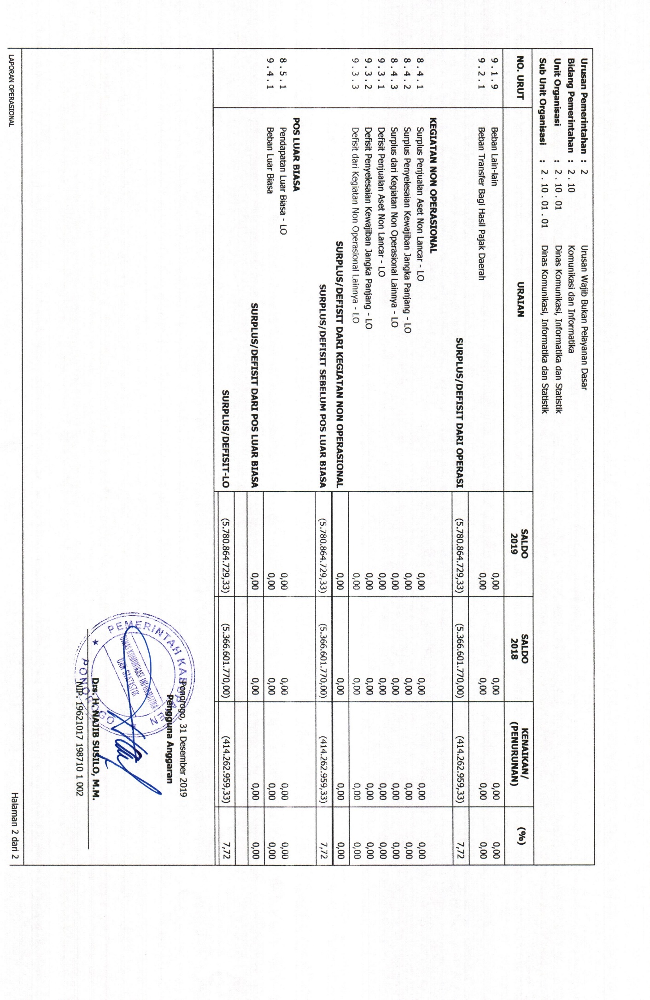 Urusan Pemerintahan : 2 Urusan Wajib Bukan Pelayanan Dasar
Bidang Pemerintahan : 2 . 10 Komunikasi dan Informatika
Unit Organisasi : 2 . 10 . 01 Dinas Komunikasi, Informatika dan Statistik
Sub Unit Organisasi : 2 . 10 . 01 . 01 Dinas Komunikasi, Informatika dan Statistik
NO. URUT URAIAN SALDO 2019 SALDO 2018 KENAIKAN/ (PENURUNAN) (%)
9 . 1 . 9 Beban Lain-lain 0,00 0,00 0,00 0,00
9 . 2 . 1 Beban Transfer Bagi Hasil Pajak Daerah 0,00 0,00 0,00 0,00
SURPLUS/DEFISIT DARI OPERASI (5.780.864.729,33) (5.366.601.770,00) (414.262.959,33) 7,72
KEGIATAN NON OPERASIONAL
8 . 4 . 1 Surplus Penjualan Aset Non Lancar - LO 0,00 0,00 0,00 0,00
8 . 4 . 2 Surplus Penyelesaian Kewajiban Jangka Panjang - LO 0,00 0,00 0,00 0,00
8 . 4 . 3 Surplus dari Kegiatan Non Operasional Lainnya - LO 0,00 0,00 0,00 0,00
9 . 3 . 1 Defisit Penjualan Aset Non Lancar - LO 0,00 0,00 0,00 0,00
9 . 3 . 2 Defisit Penyelesaian Kewajiban Jangka Panjang - LO 0,00 0,00 0,00 0,00
9 . 3 . 3 Defisit dari Kegiatan Non Operasional Lainnya - LO 0,00 0,00 0,00 0,00
SURPLUS/DEFISIT DARI KEGIATAN NON OPERASIONAL 0,00 0,00 0,00 0,00
SURPLUS/DEFISIT SEBELUM POS LUAR BIASA (5.780.864.729,33) (5.366.601.770,00) (414.262.959,33) 7,72
POS LUAR BIASA
8 . 5 . 1 Pendapatan Luar Biasa - LO 0,00 0,00 0,00 0,00
9 . 4 . 1 Beban Luar Biasa 0,00 0,00 0,00 0,00
SURPLUS/DEFISIT DARI POS LUAR BIASA 0,00 0,00 0,00 0,00
SURPLUS/DEFISIT-LO (5.780.864.729,33) (5.366.601.770,00) (414.262.959,33) 7,72
Ponorogo, 31 Desember 2019
Pengguna Anggaran
PEMERINTAH KABUPATEN
DINAS KOMUNIKASI INFORMATIKA
DAN STATISTIK
PONOROGO
Drs. H. NAJIB SUSILO, M.M.
NIP. 19621017 198710 1 002
LAPORAN OPERASIONAL Halaman 2 dari 2